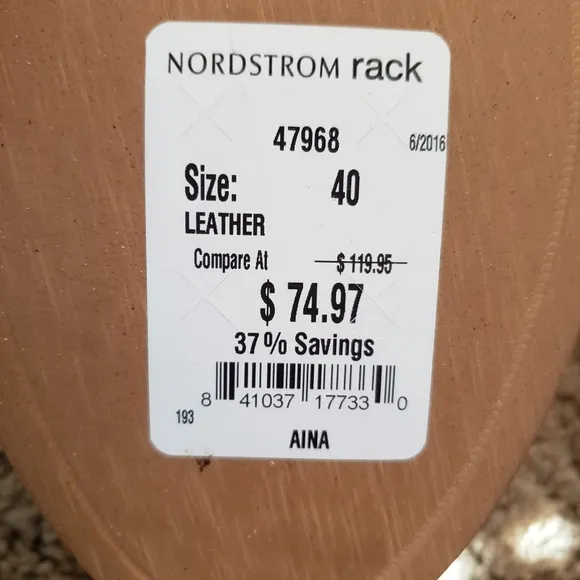 NORDSTROM rack
47968 6/2016
Size: 40
LEATHER
Compare At $ 119.95
$ 74.97
37% Savings
8 41037 17733 0
193
AINA